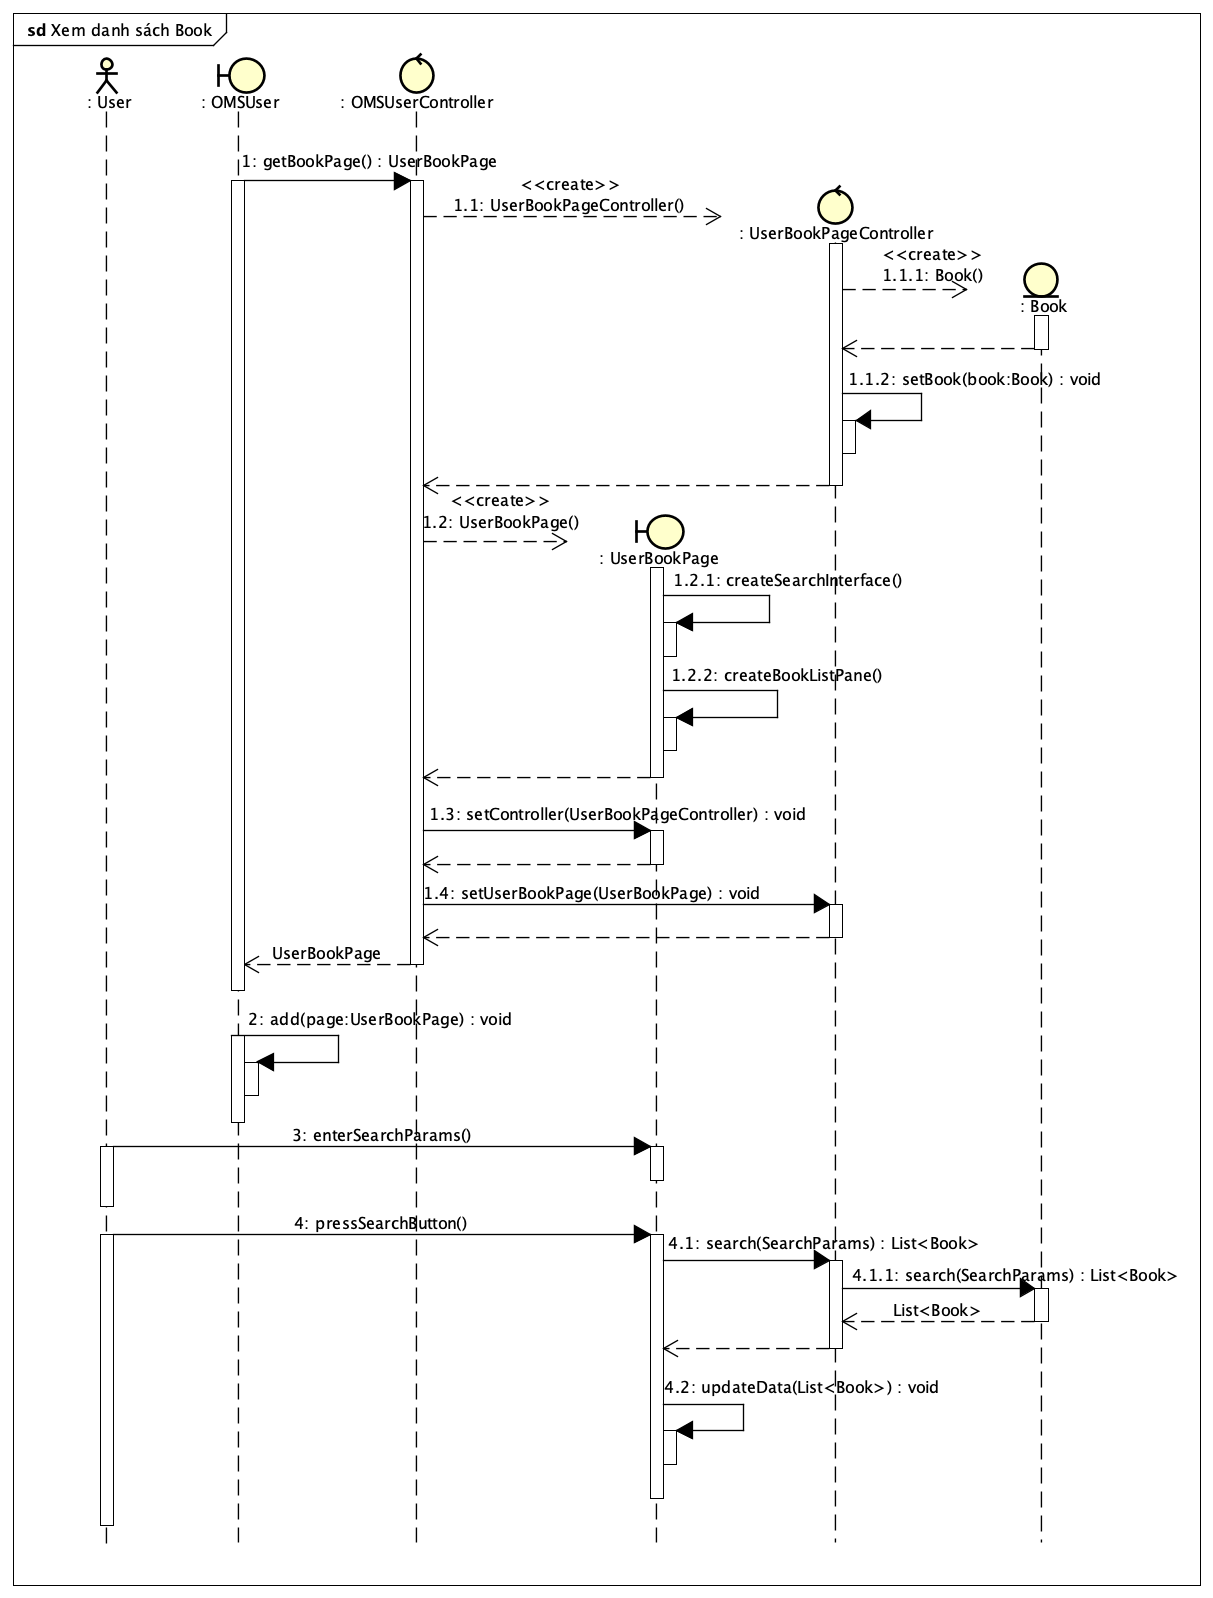 sd Xem danh sách Book
: User
: OMSUser
: OMSUserController
1: getBookPage() : UserBookPage
<<create>>
1.1: UserBookPageController()
: UserBookPageController
<<create>>
1.1.1: Book()
: Book
1.1.2: setBook(book:Book) : void
<<create>>
1.2: UserBookPage()
: UserBookPage
1.2.1: createSearchInterface()
1.2.2: createBookListPane()
1.3: setController(UserBookPageController) : void
1.4: setUserBookPage(UserBookPage) : void
UserBookPage
2: add(page:UserBookPage) : void
3: enterSearchParams()
4: pressSearchButton()
4.1: search(SearchParams) : List<Book>
4.1.1: search(SearchParams) : List<Book>
List<Book>
4.2: updateData(List<Book>) : void